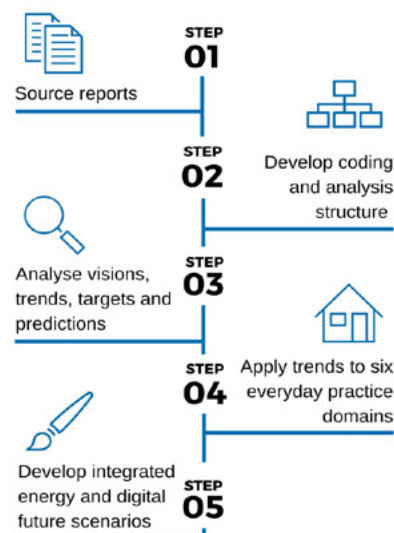 STEP
01
Source reports
STEP
02
Develop coding
and analysis
structure
STEP
03
Analyse visions,
trends, targets and
predictions
STEP
04
Apply trends to six
everyday practice
domains
STEP
05
Develop integrated
energy and digital
future scenarios